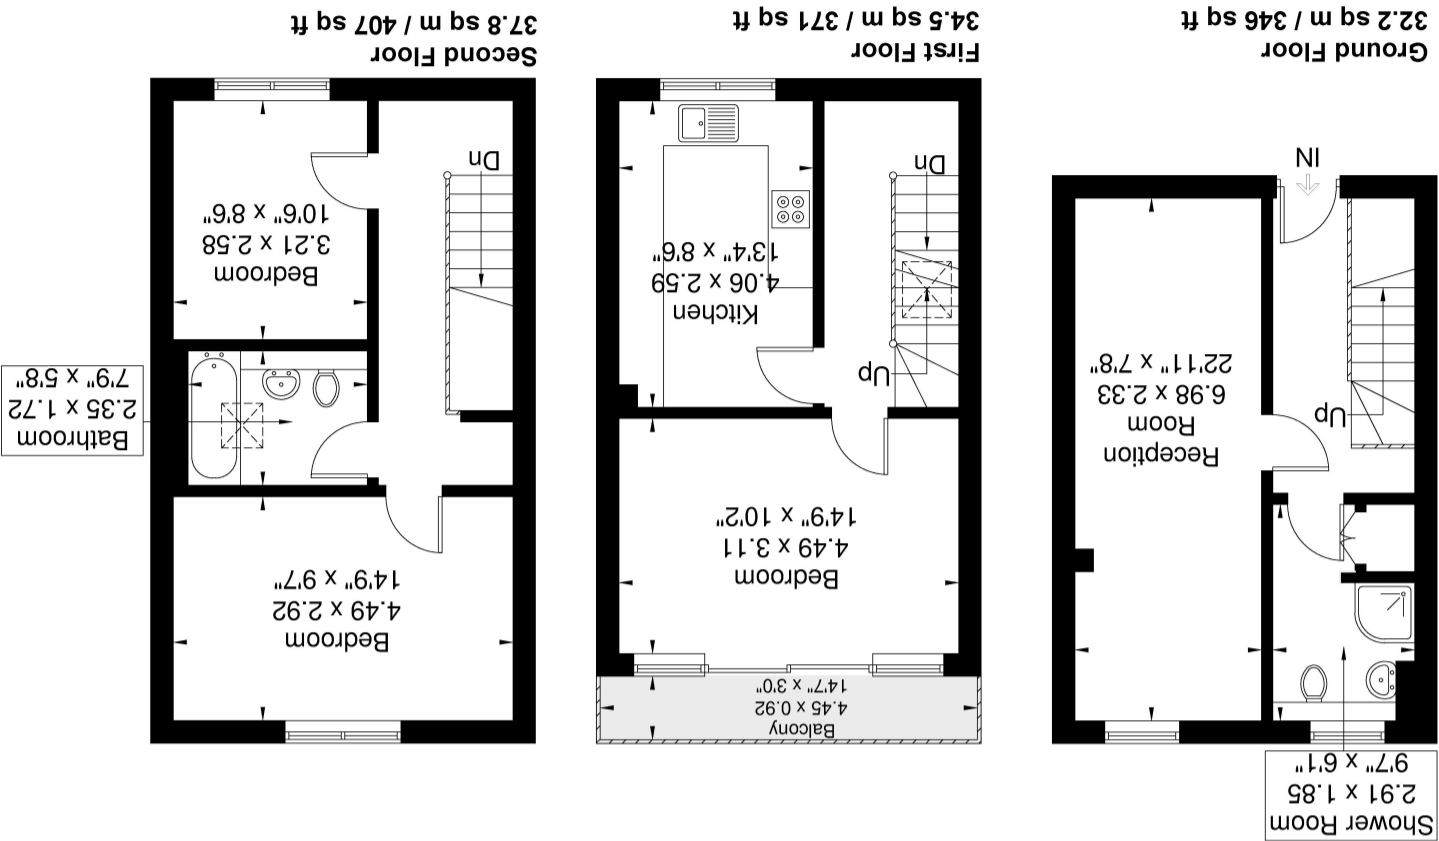 Shower Room
2.91 x 1.85
9'7" x 6'1"
Reception
Room
6.98 x 2.33
22'11" x 7'8"
Up
IN
Ground Floor
32.2 sq m / 346 sq ft
Balcony
4.45 x 0.92
14'7" x 3'0"
Bedroom
4.49 x 3.11
14'9" x 10'2"
Up
Kitchen
4.06 x 2.59
13'4" x 8'6"
Dn
First Floor
34.5 sq m / 371 sq ft
Bedroom
4.49 x 2.92
14'9" x 9'7"
Bathroom
2.35 x 1.72
7'9" x 5'8"
Bedroom
3.21 x 2.58
10'6" x 8'6"
Dn
Second Floor
37.8 sq m / 407 sq ft